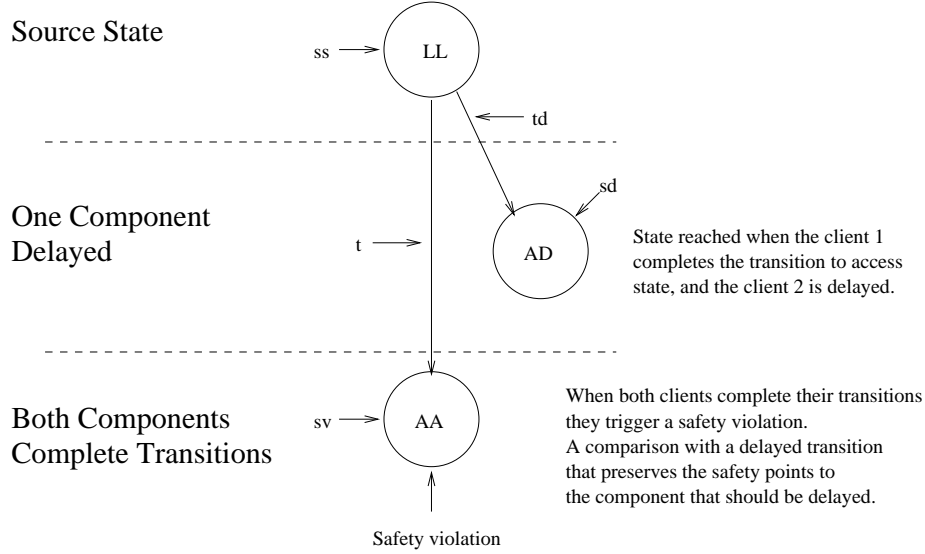 Source State
ss
LL
td
sd
One Component
Delayed
t
AD
State reached when the client 1
completes the transition to access
state, and the client 2 is delayed.
Both Components
Complete Transitions
sv
AA
When both clients complete their transitions
they trigger a safety violation.
A comparison with a delayed transition
that preserves the safety points to
the component that should be delayed.
Safety violation